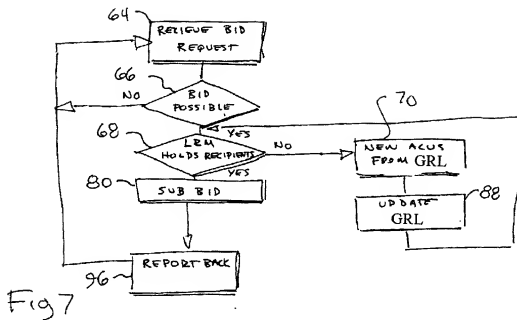 64
RECIEVE BID
REQUEST
66
NO
BID
POSSIBLE
YES
68
LRM
HOLDS RECIPIENTS
NO
YES
70
NEW ACUS
FROM GRL
80
SUB BID
UPDATE
GRL
88
REPORT BACK
96
Fig 7